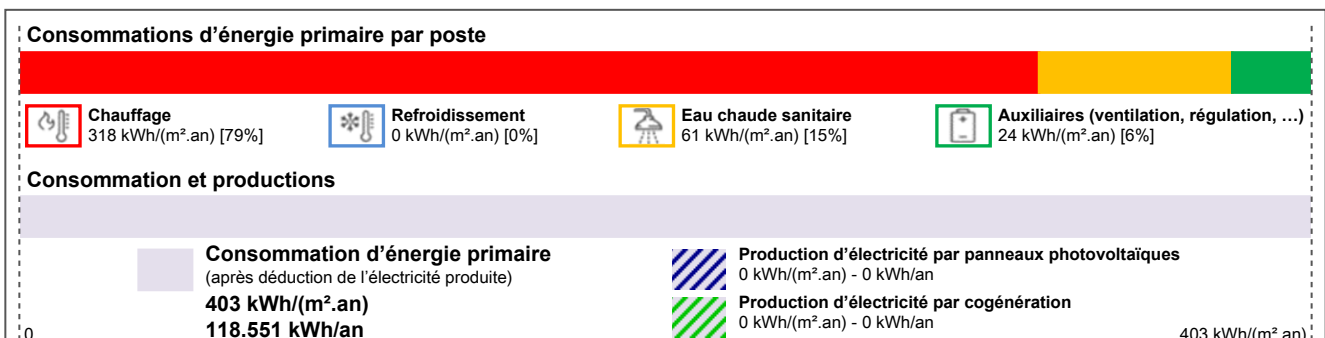 Consommations d'énergie primaire par poste
Chauffage
318 kWh/(m².an) [79%]
Refroidissement
0 kWh/(m².an) [0%]
Eau chaude sanitaire
61 kWh/(m².an) [15%]
Auxiliaires (ventilation, régulation, …)
24 kWh/(m².an) [6%]
Consommation et productions
Consommation d'énergie primaire
(après déduction de l'électricité produite)
403 kWh/(m².an)
118.551 kWh/an
Production d'électricité par panneaux photovoltaïques
0 kWh/(m².an) - 0 kWh/an
Production d'électricité par cogénération
0 kWh/(m².an) - 0 kWh/an
0
403 kWh/(m².an)